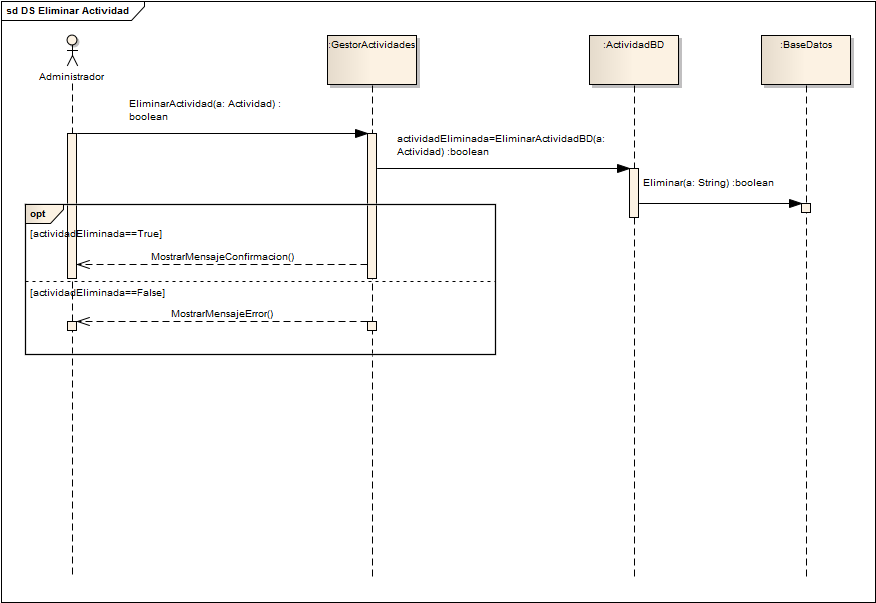 sd DS Eliminar Actividad
Administrador
:GestorActividades
:ActividadBD
:BaseDatos
EliminarActividad(a: Actividad) :
boolean
actividadEliminada=EliminarActividadBD(a:
Actividad) :boolean
Eliminar(a: String) :boolean
opt
[actividadEliminada==True]
MostrarMensajeConfirmacion()
[actividadEliminada==False]
MostrarMensajeError()